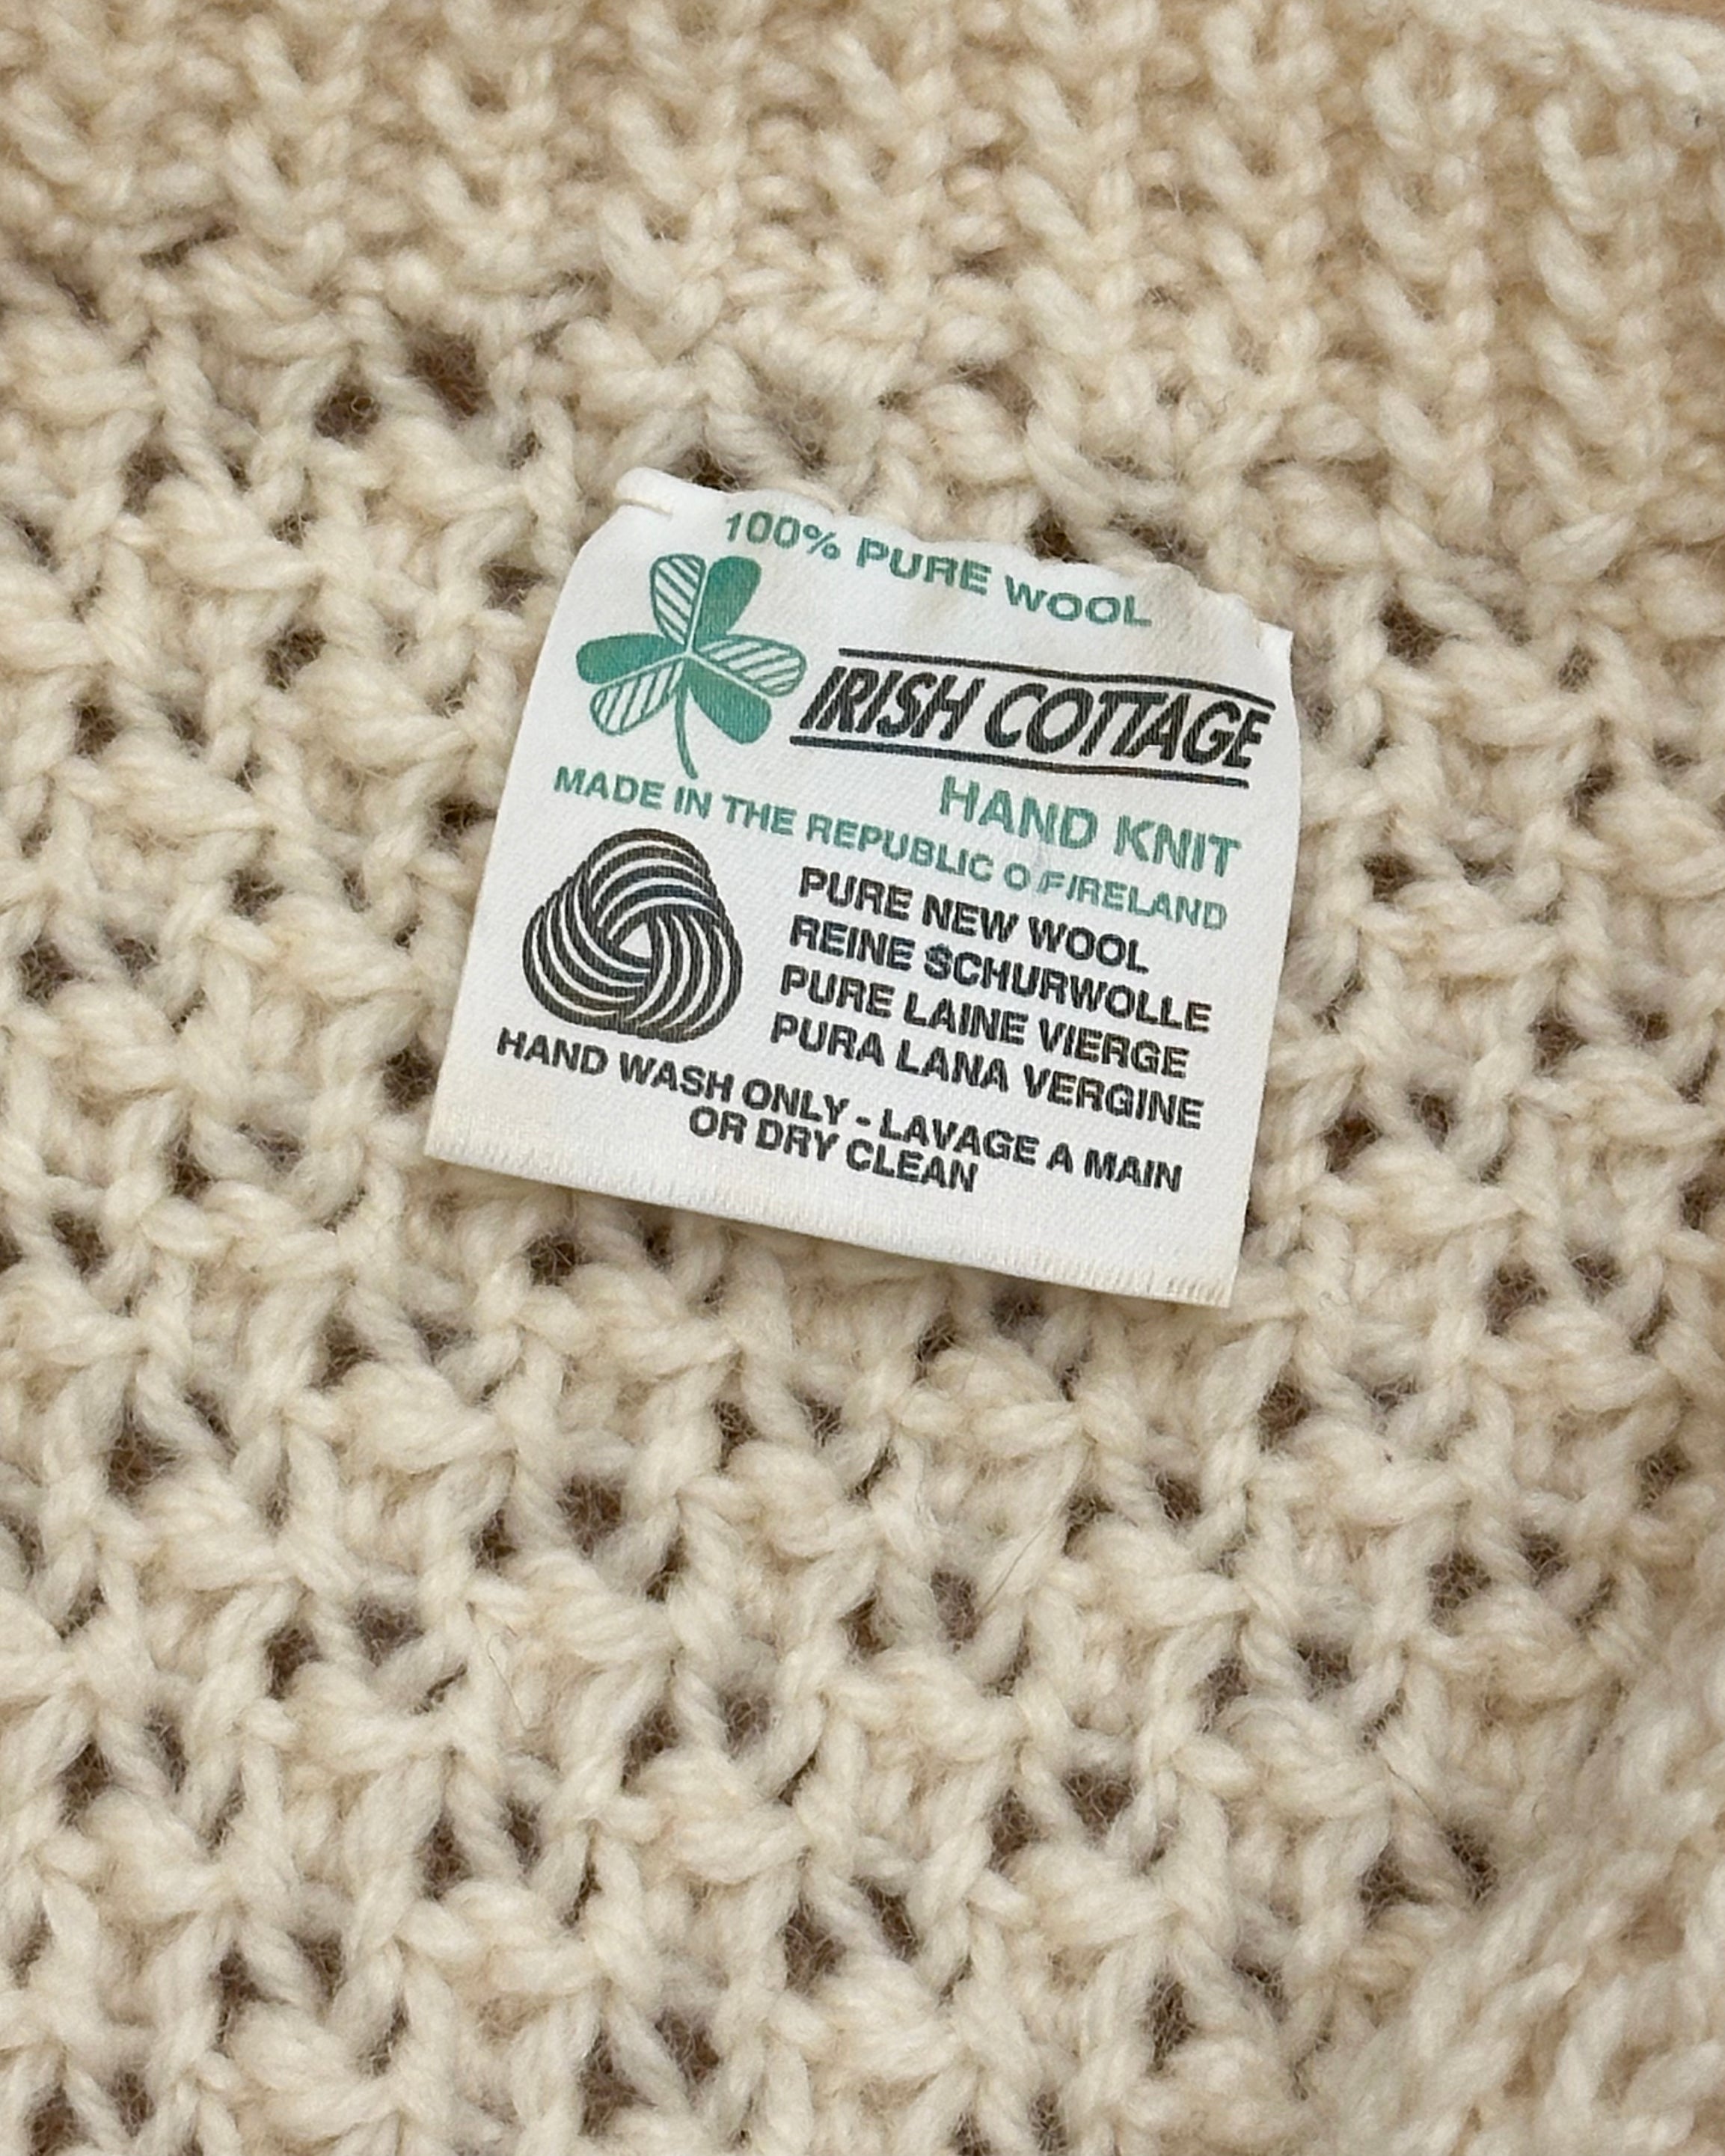 100% PURE WOOL
IRISH COTTAGE
HAND KNIT
MADE IN THE REPUBLIC OF IRELAND
PURE NEW WOOL
REINE SCHURWOLLE
PURE LAINE VIERGE
PURA LANA VERGINE
HAND WASH ONLY - LAVAGE A MAIN
OR DRY CLEAN